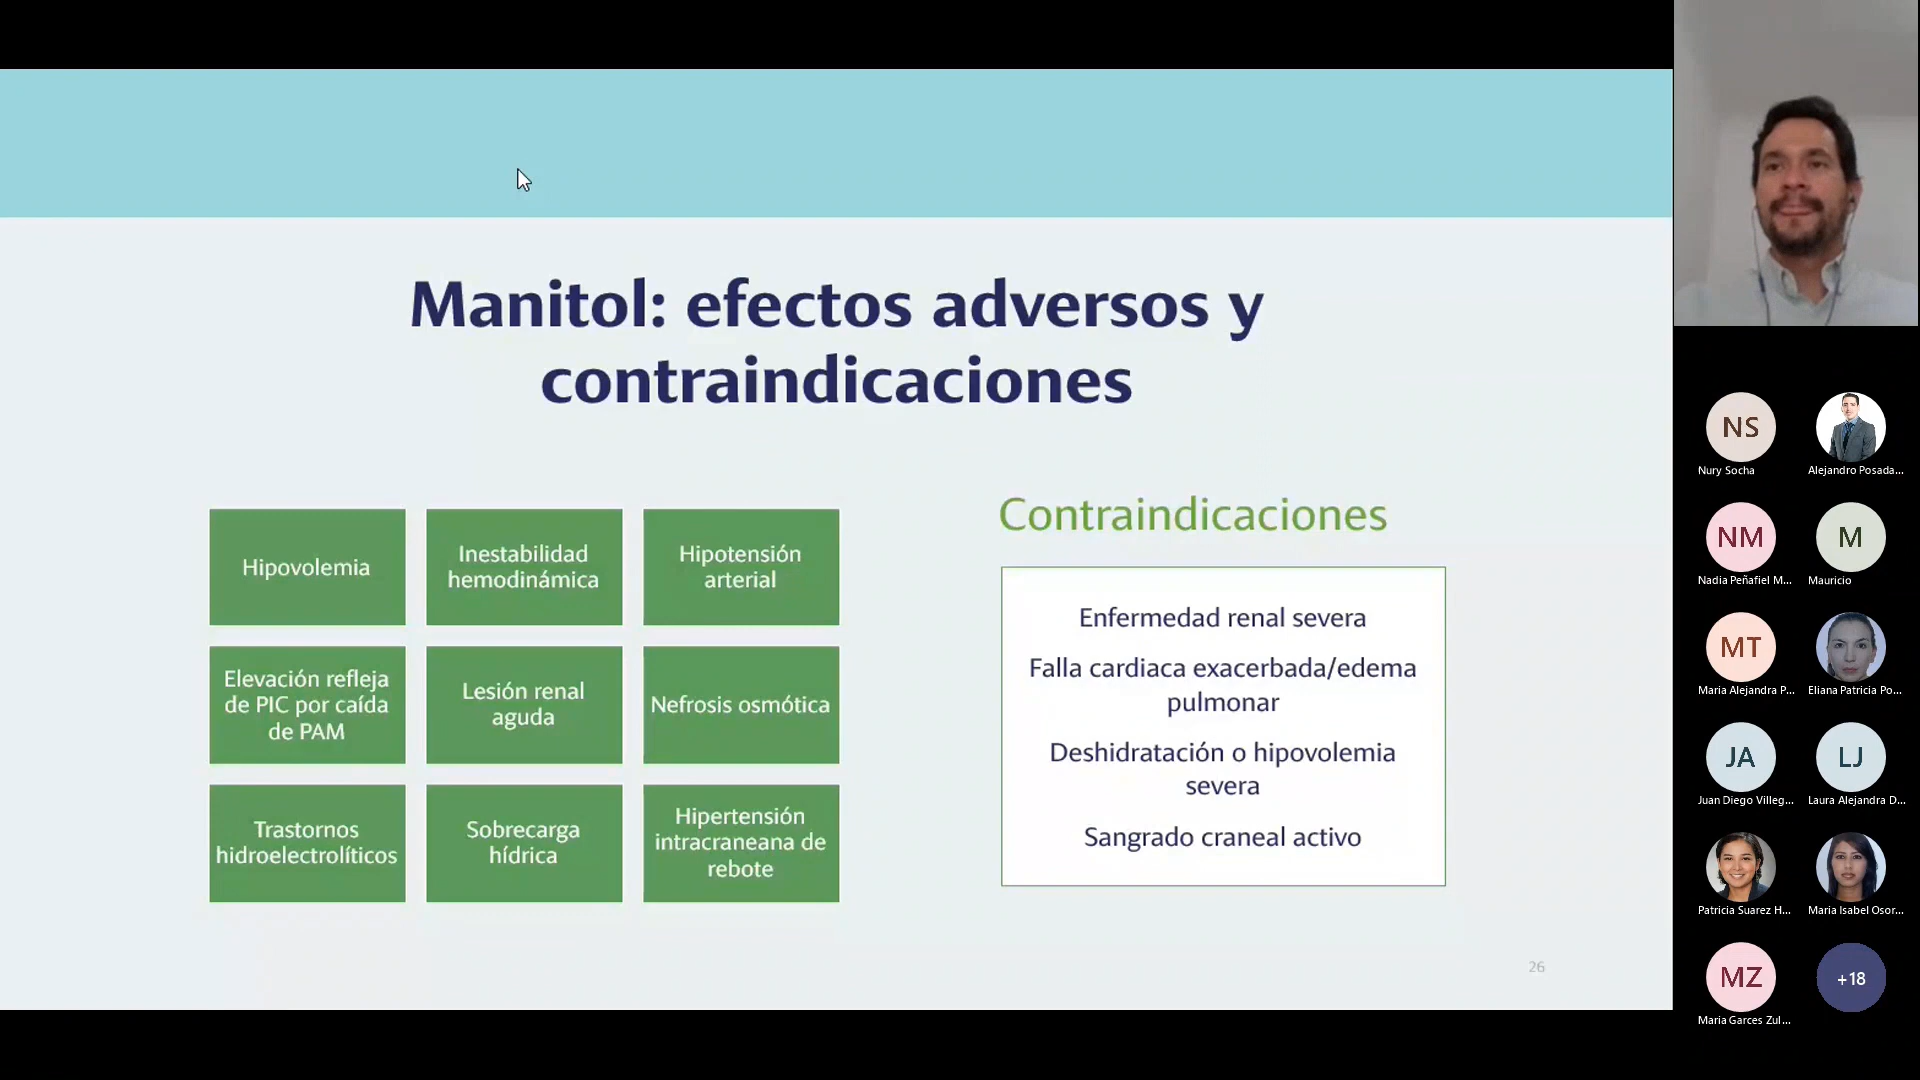 Manitol: efectos adversos y
contraindicaciones
Hipovolemia
Inestabilidad
hemodinámica
Hipotensión
arterial
Elevación refleja
de PIC por caída
de PAM
Lesión renal
aguda
Nefrosis osmótica
Trastornos
hidroelectrolíticos
Sobrecarga
hídrica
Hipertensión
intracraneana de
rebote
Contraindicaciones
Enfermedad renal severa
Falla cardiaca exacerbada/edema
pulmonar
Deshidratación o hipovolemia
severa
Sangrado craneal activo
26
NS
Nury Socha
Alejandro Posada...
NM
Nadia Peñafiel M...
M
Mauricio
MT
Maria Alejandra P...
Eliana Patricia Po...
JA
Juan Diego Villeg...
LJ
Laura Alejandra D...
Patricia Suarez H...
Maria Isabel Osor...
MZ
Maria Garces Zul...
+18